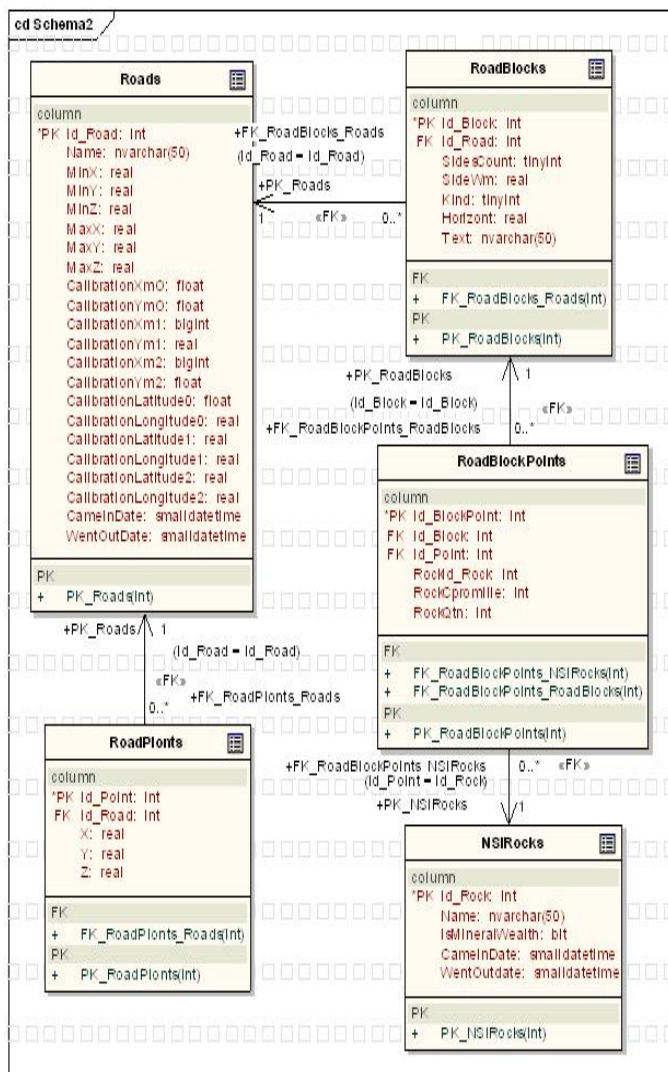 cd Schema2
Roads
column
*PK Id_Road: int
Name: nvarchar(50)
MinX: real
MinY: real
MinZ: real
MaxX: real
MaxY: real
MaxZ: real
CalibrationXm0: float
CalibrationYm0: float
CalibrationXm1: bigint
CalibrationYm1: real
CalibrationXm2: bigint
CalibrationYm2: float
CalibrationLatitude0: float
CalibrationLongitude0: real
CalibrationLatitude1: real
CalibrationLongitude1: real
CalibrationLatitude2: real
CalibrationLongitude2: real
CameInDate: smalldatetime
WentOutDate: smalldatetime
PK
+ PK_Roads(int)
+FK_RoadBlocks_Roads
(Id_Road = Id_Road)
+PK_Roads
1
«FK»
0..*
RoadBlocks
column
*PK Id_Block: int
FK Id_Road: int
SidesCount: tinyint
SideWm: real
Kind: tinyint
Horizont: real
Text: nvarchar(50)
FK
+ FK_RoadBlocks_Roads(int)
PK
+ PK_RoadBlocks(int)
+PK_RoadBlocks
1
(Id_Block = Id_Block)
«FK»
+FK_RoadBlockPoints_RoadBlocks
0..*
RoadBlockPoints
column
*PK Id_BlockPoint: int
FK Id_Block: int
FK Id_Point: int
RockId_Rock: int
RockCpromille: int
RockQtn: int
FK
+ FK_RoadBlockPoints_NSIRocks(int)
+ FK_RoadBlockPoints_RoadBlocks(int)
PK
+ PK_RoadBlockPoints(int)
+PK_Roads
1
(Id_Road = Id_Road)
«FK»
+FK_RoadPionts_Roads
0..*
RoadPionts
column
*PK Id_Point: int
FK Id_Road: int
X: real
Y: real
Z: real
FK
+ FK_RoadPionts_Roads(int)
PK
+ PK_RoadPionts(int)
+FK_RoadBlockPoints_NSIRocks
0..*
«FK»
(Id_Point = Id_Rock)
+PK_NSIRocks
1
NSIRocks
column
*PK Id_Rock: int
Name: nvarchar(50)
IsMineralWealth: bit
CameInDate: smalldatetime
WentOutdate: smalldatetime
PK
+ PK_NSIRocks(int)